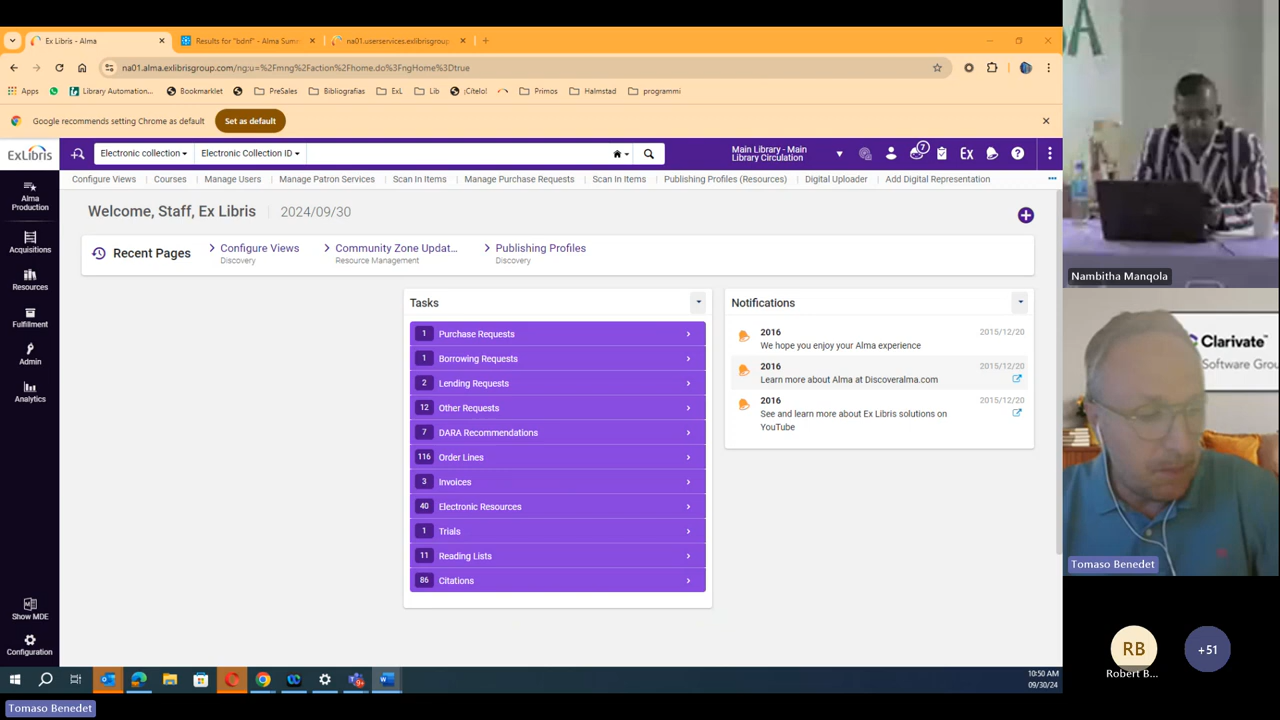 Ex Libris - Alma
Results for "bdnf" - Alma Sum
na01.userservices.exlibrisgroup
na01.alma.exlibrisgroup.com/ng:u=%2Fmng%2Faction%2Fhome.do%3FngHome%3Dtrue
Apps
Library Automation...
Bookmarklet
¡Cítelo!
PreSales
Bibliografias
ExL
Lib
Primos
Halmstad
programmi
Google recommends setting Chrome as default
Set as default
ExLibris
Electronic collection
Electronic Collection ID
Main Library - Main
Library Circulation
7
Ex
Configure Views
Courses
Manage Users
Manage Patron Services
Scan In Items
Manage Purchase Requests
Scan In Items
Publishing Profiles (Resources)
Digital Uploader
Add Digital Representation
Alma
Production
Acquisitions
Resources
Fulfillment
Admin
Analytics
Show MDE
Configuration
Welcome, Staff, Ex Libris
2024/09/30
Recent Pages
Configure Views
Discovery
Community Zone Updat...
Resource Management
Publishing Profiles
Discovery
Tasks
1 Purchase Requests
1 Borrowing Requests
2 Lending Requests
12 Other Requests
7 DARA Recommendations
116 Order Lines
3 Invoices
40 Electronic Resources
1 Trials
11 Reading Lists
86 Citations
Notifications
2016
2015/12/20
We hope you enjoy your Alma experience
2016
2015/12/20
Learn more about Alma at Discoveralma.com
2016
2015/12/20
See and learn more about Ex Libris solutions on
YouTube
10:50 AM
09/30/24
Tomaso Benedet
A
Nambitha Manqola
Clarivate™
Software Grou
Tomaso Benedet
RB
Robert B...
+51